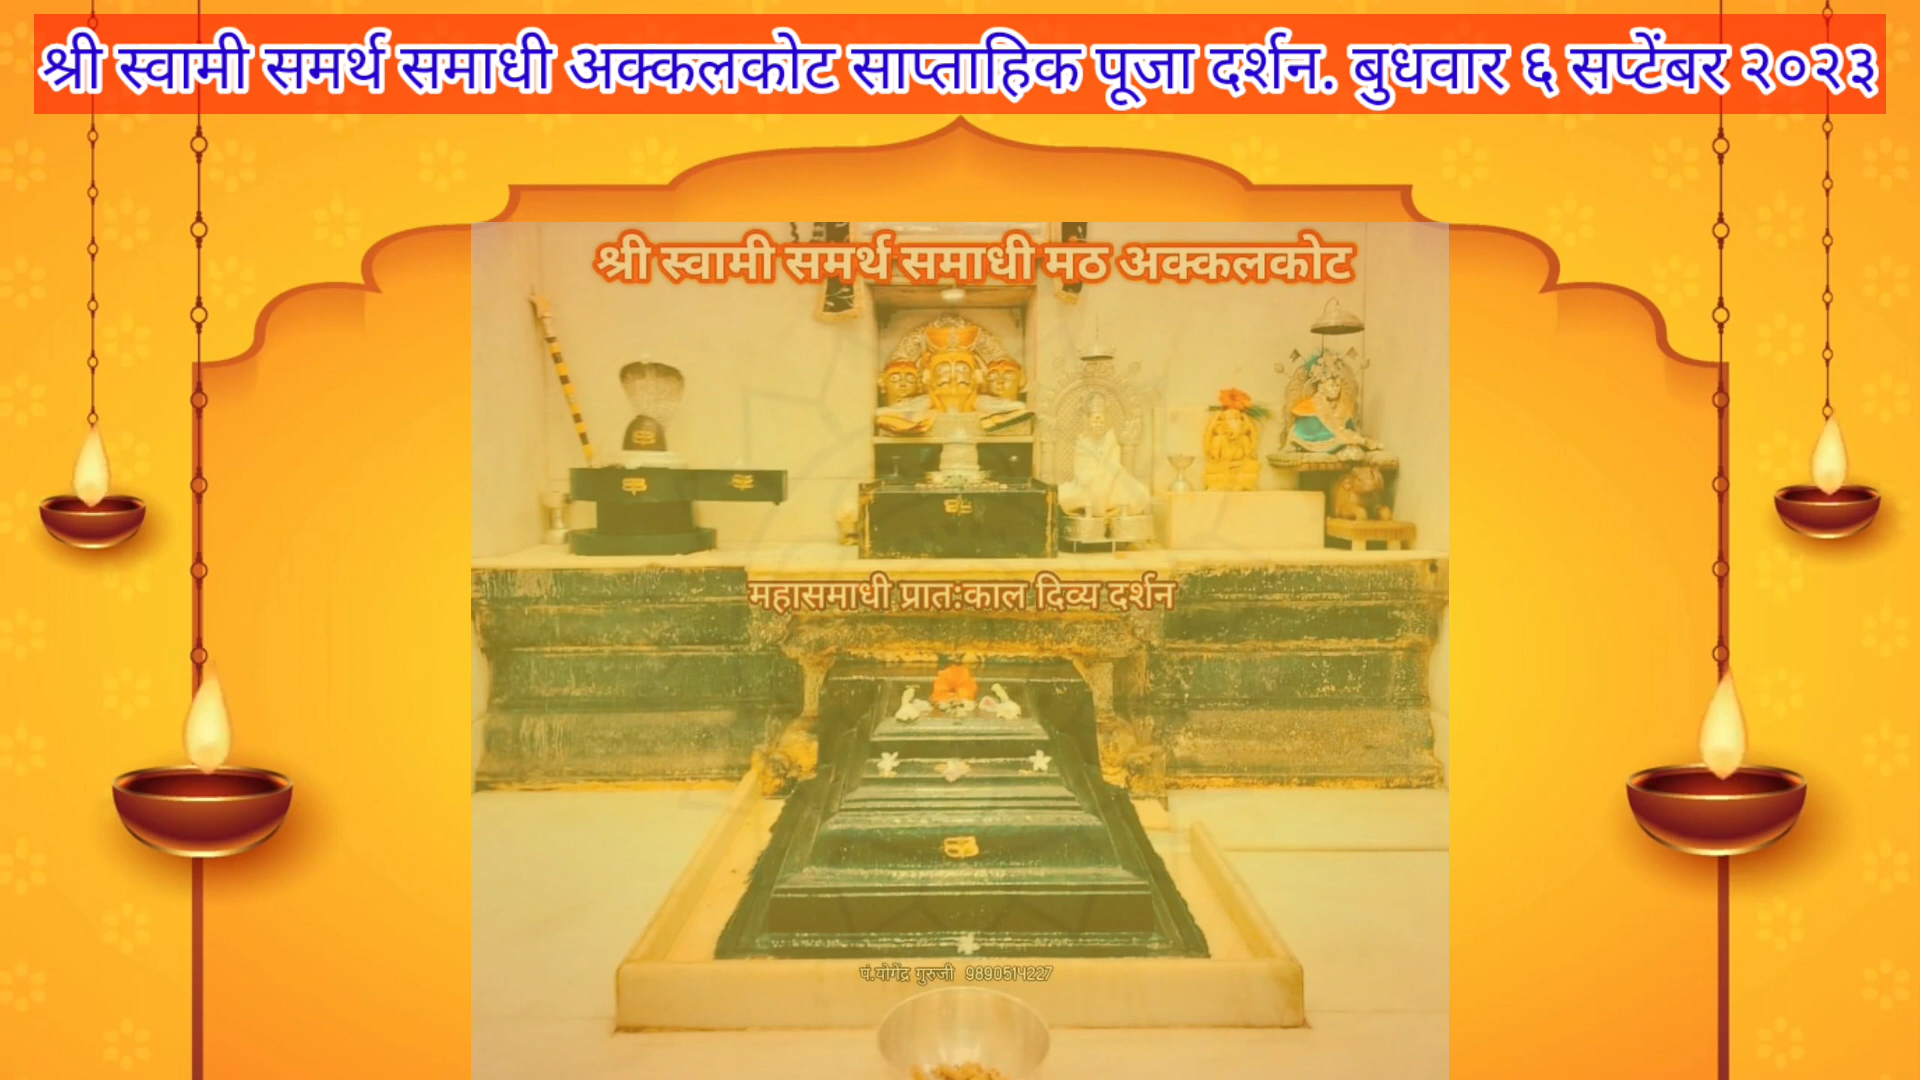 श्री स्वामी समर्थ समाधी अक्कलकोट साप्ताहिक पूजा दर्शन. बुधवार ६ सप्टेंबर २०२३
श्री स्वामी समर्थ समाधी मठ अक्कलकोट
महासमाधी प्रात:काल दिव्य दर्शन
पं.योगेंद्र गुरुजी 9890514227